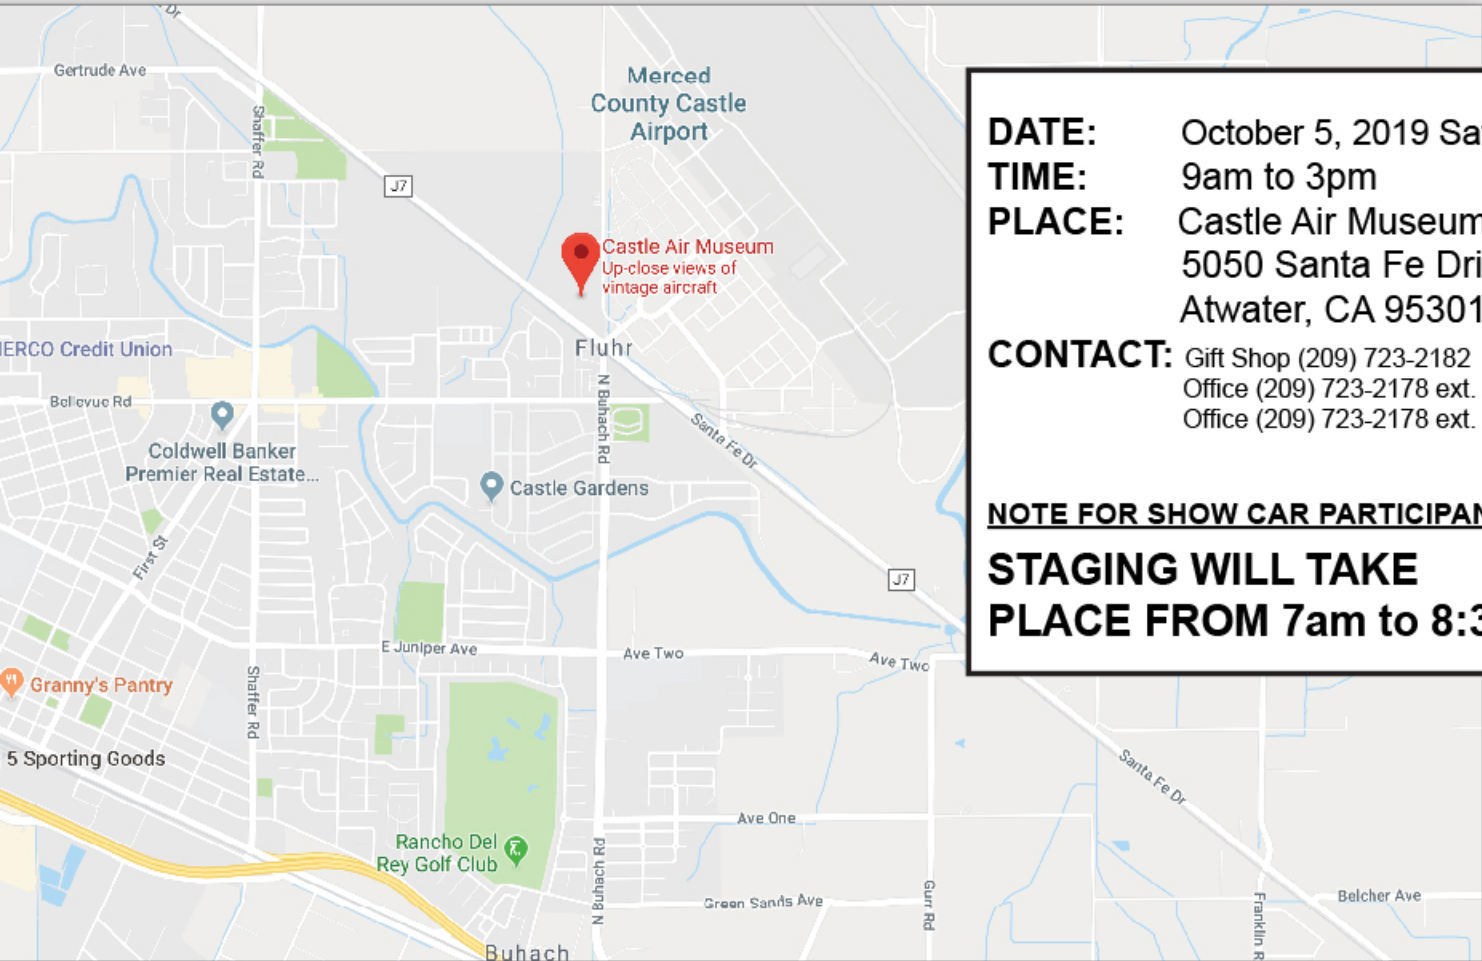 Dr
Gertrude Ave
Shaffer Rd
J7
Merced
County Castle
Airport
Castle Air Museum
Up-close views of
vintage aircraft
Fluhr
ERCO Credit Union
Bellevue Rd
Coldwell Banker
Premier Real Estate...
N Buhach Rd
Santa Fe Dr
Castle Gardens
First St
J7
E Juniper Ave
Ave Two
Ave Two
Granny's Pantry
Shaffer Rd
5 Sporting Goods
Santa Fe Dr
Ave One
Rancho Del
Rey Golf Club
N Buhach Rd
Green Sands Ave
Gurr Rd
Franklin R
Belcher Ave
Buhach
DATE: October 5, 2019 Sa
TIME: 9am to 3pm
PLACE: Castle Air Museum
5050 Santa Fe Dri
Atwater, CA 95301
CONTACT: Gift Shop (209) 723-2182
Office (209) 723-2178 ext.
Office (209) 723-2178 ext.
NOTE FOR SHOW CAR PARTICIPAN
STAGING WILL TAKE
PLACE FROM 7am to 8:3